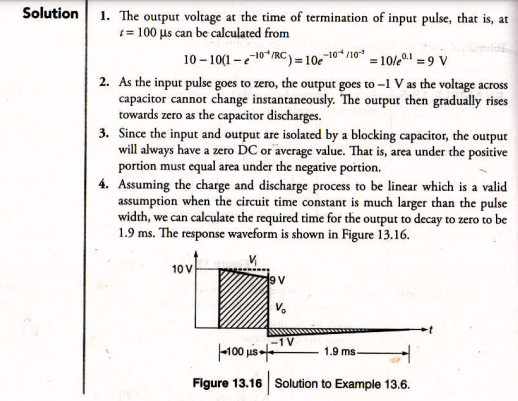 Solution
1. The output voltage at the time of termination of input pulse, that is, at
t = 100 µs can be calculated from
10 – 10(1 – e^–10^–4/RC) = 10e^–10^–4/10^–3 = 10/e^0.1 = 9 V
2. As the input pulse goes to zero, the output goes to –1 V as the voltage across
capacitor cannot change instantaneously. The output then gradually rises
towards zero as the capacitor discharges.
3. Since the input and output are isolated by a blocking capacitor, the output
will always have a zero DC or average value. That is, area under the positive
portion must equal area under the negative portion.
4. Assuming the charge and discharge process to be linear which is a valid
assumption when the circuit time constant is much larger than the pulse
width, we can calculate the required time for the output to decay to zero to be
1.9 ms. The response waveform is shown in Figure 13.16.
Vi
10 V
9 V
Vo
t
–1 V
100 µs
1.9 ms
Figure 13.16 | Solution to Example 13.6.